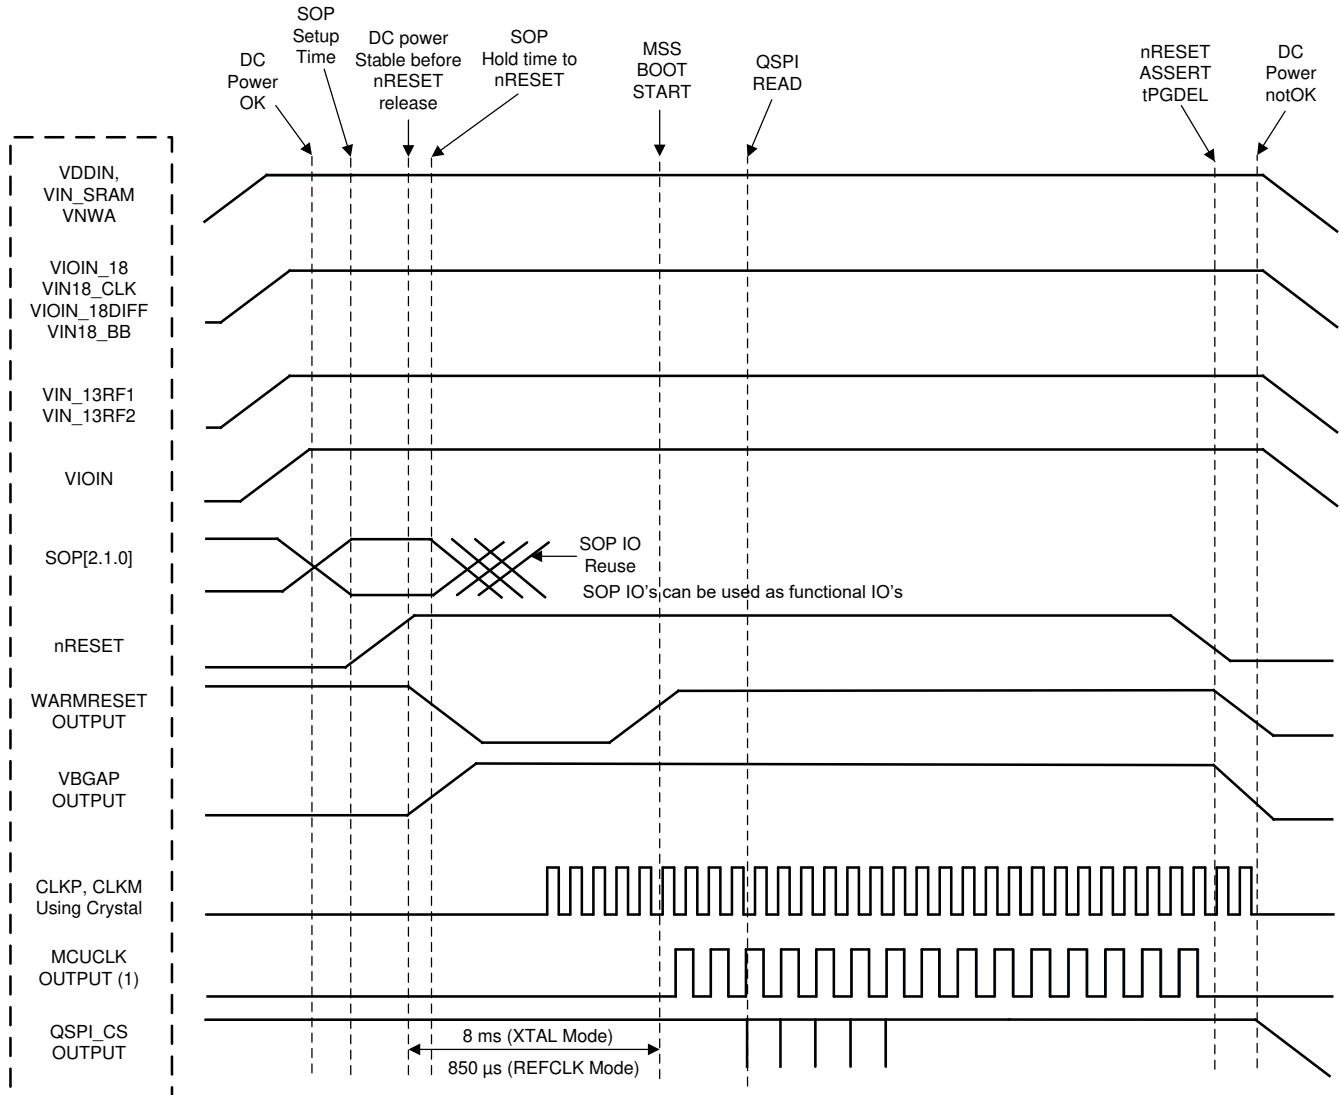 SOP
Setup
Time
DC
Power
OK
DC power
Stable before
nRESET
release
SOP
Hold time to
nRESET
MSS
BOOT
START
QSPI
READ
nRESET
ASSERT
tPGDEL
DC
Power
notOK
VDDIN,
VIN_SRAM
VNWA
VIOIN_18
VIN18_CLK
VIOIN_18DIFF
VIN18_BB
VIN_13RF1
VIN_13RF2
VIOIN
SOP[2.1.0]
SOP IO
Reuse
SOP IO's can be used as functional IO's
nRESET
WARMRESET
OUTPUT
VBGAP
OUTPUT
CLKP, CLKM
Using Crystal
MCUCLK
OUTPUT (1)
QSPI_CS
OUTPUT
8 ms (XTAL Mode)
850 µs (REFCLK Mode)